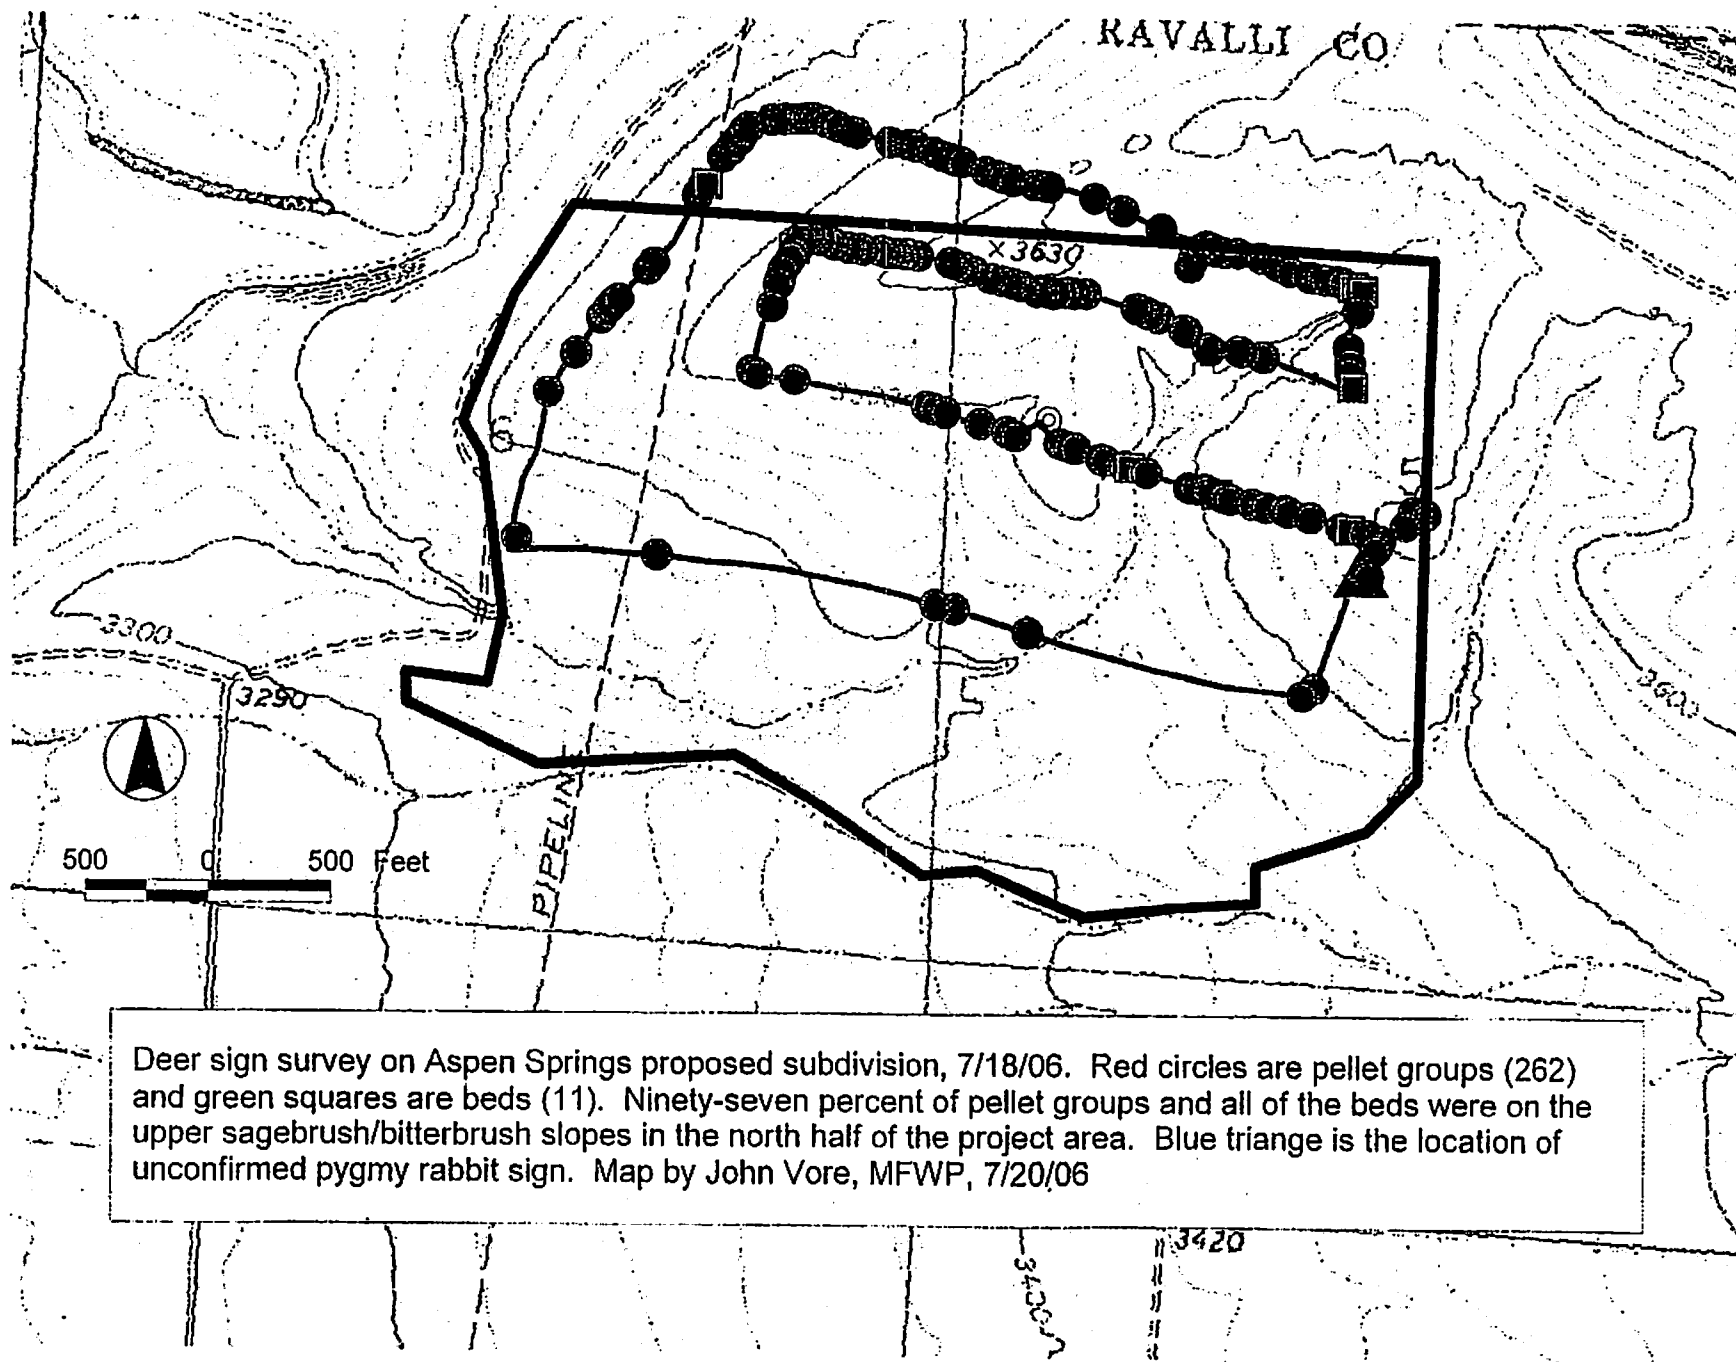 RAVALLI CO
×3630
5
3300
3290
3600
500 0 500 Feet
PIPELINE
Deer sign survey on Aspen Springs proposed subdivision, 7/18/06. Red circles are pellet groups (262)
and green squares are beds (11). Ninety-seven percent of pellet groups and all of the beds were on the
upper sagebrush/bitterbrush slopes in the north half of the project area. Blue triange is the location of
unconfirmed pygmy rabbit sign. Map by John Vore, MFWP, 7/20/06
3420
3400